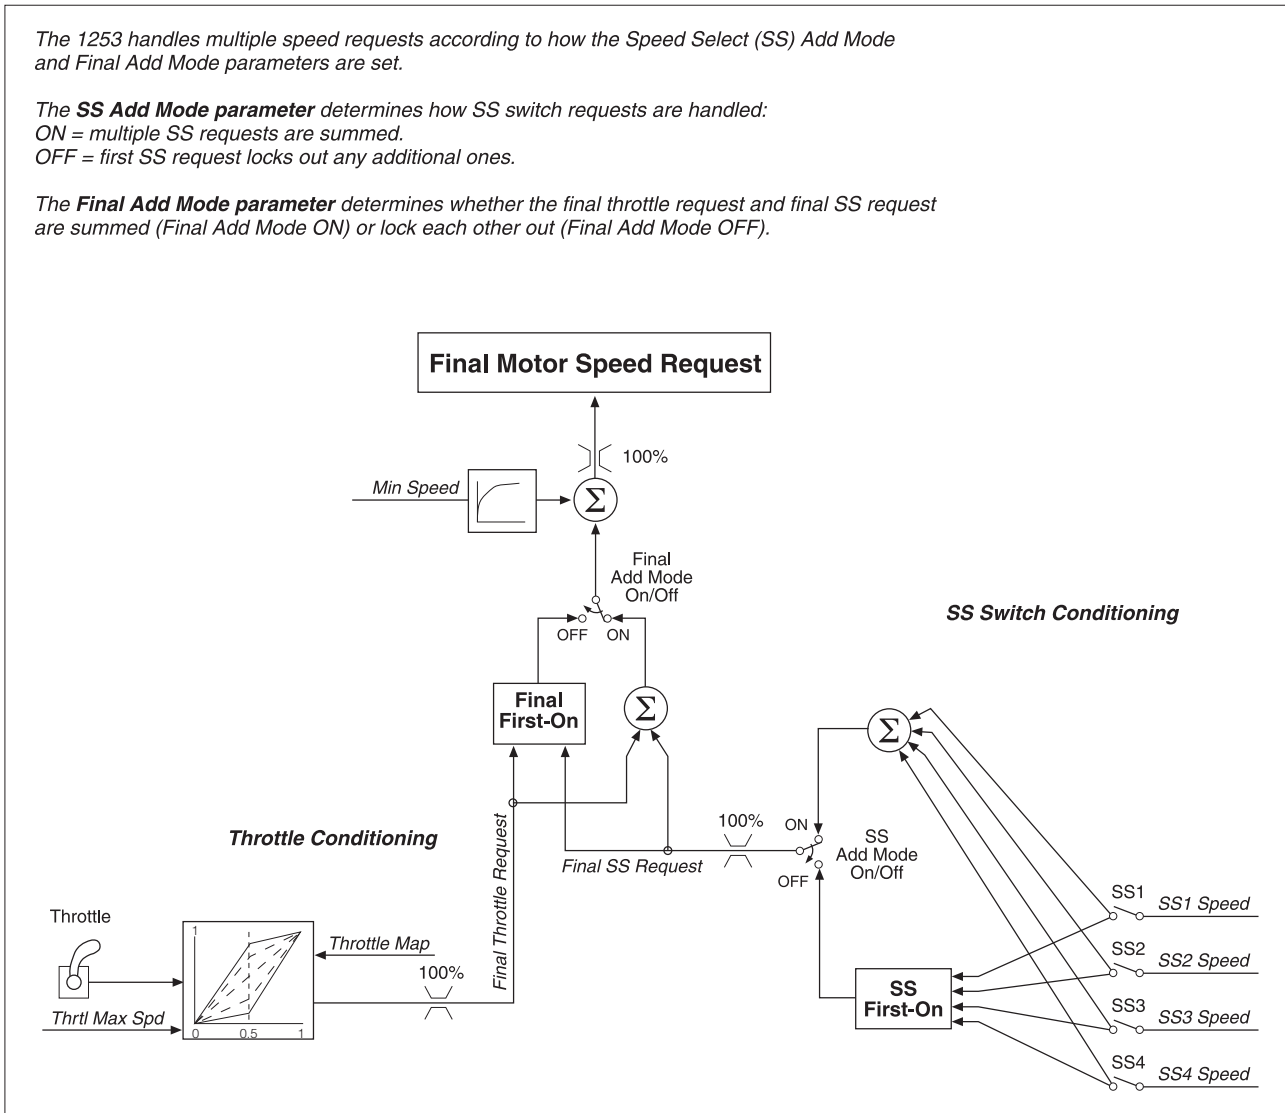 The 1253 handles multiple speed requests according to how the Speed Select (SS) Add Mode
and Final Add Mode parameters are set.
The SS Add Mode parameter determines how SS switch requests are handled:
ON = multiple SS requests are summed.
OFF = first SS request locks out any additional ones.
The Final Add Mode parameter determines whether the final throttle request and final SS request
are summed (Final Add Mode ON) or lock each other out (Final Add Mode OFF).
Final Motor Speed Request
100%
Min Speed
Σ
Final
Add Mode
On/Off
OFF
ON
SS Switch Conditioning
Final
First-On
Σ
Σ
Throttle Conditioning
Final Throttle Request
Final SS Request
100%
ON
OFF
SS
Add Mode
On/Off
Throttle
1
0
0.5
1
Throttle Map
100%
Thrtl Max Spd
SS
First-On
SS1
SS1 Speed
SS2
SS2 Speed
SS3
SS3 Speed
SS4
SS4 Speed